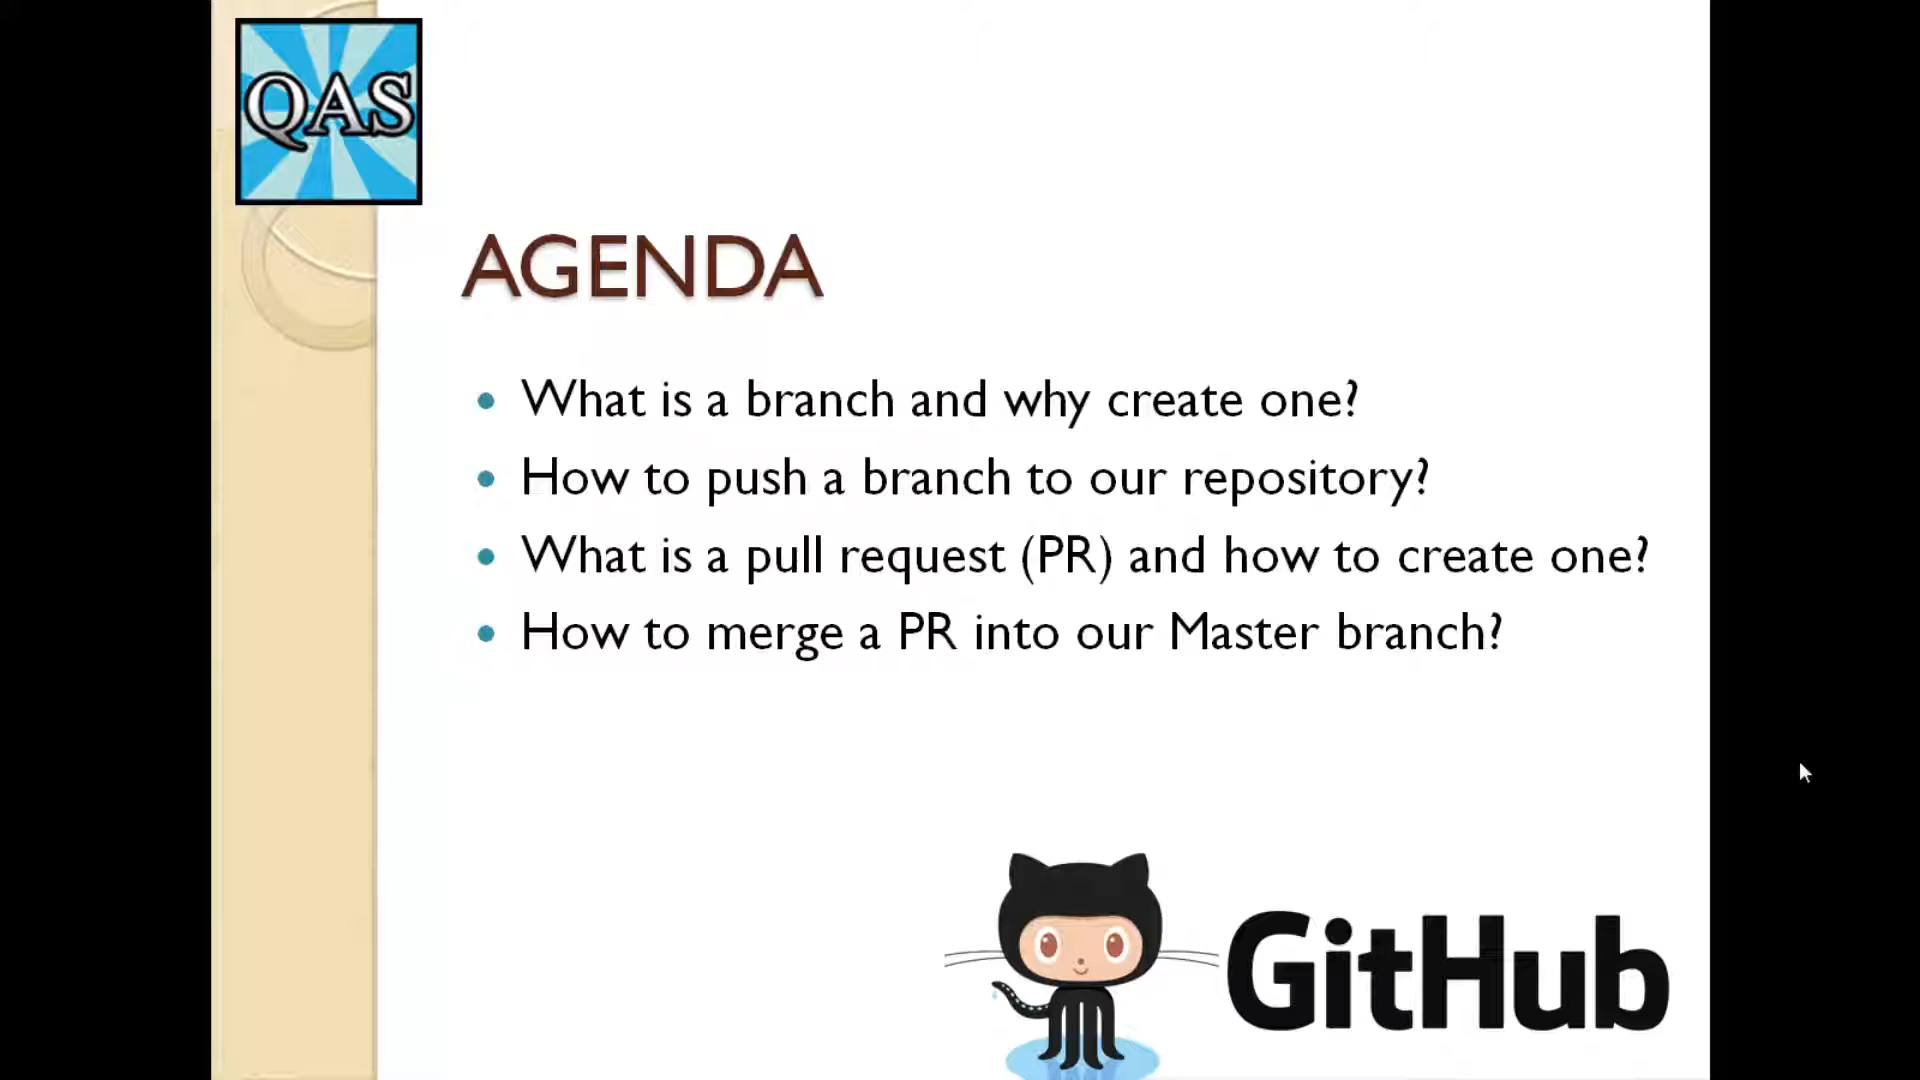 QAS
AGENDA
• What is a branch and why create one?
• How to push a branch to our repository?
• What is a pull request (PR) and how to create one?
• How to merge a PR into our Master branch?
GitHub